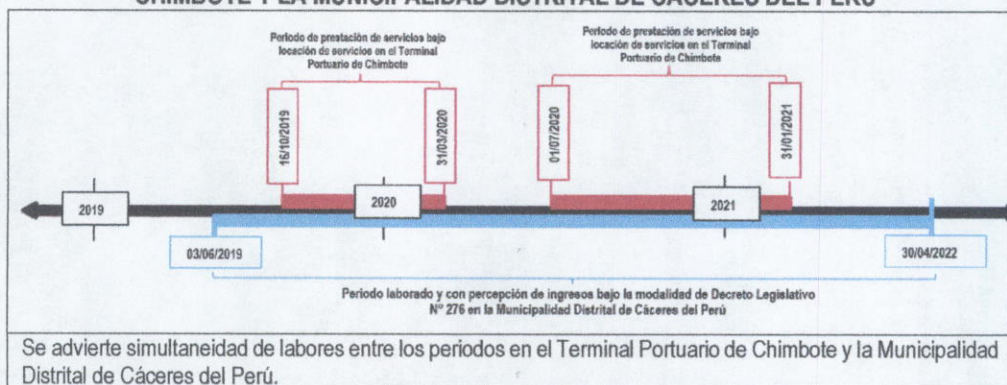 CHIMBOTE Y LA MUNICIPALIDAD DISTRITAL DE CÁCERES DEL PERÚ
Periodo de prestación de servicios bajo
locación de servicios en el Terminal
Portuario de Chimbote
Periodo de prestación de servicios bajo
locación de servicios en el Terminal
Portuario de Chimbote
16/10/2019
31/03/2020
01/07/2020
31/01/2021
2019
2020
2021
03/06/2019
30/04/2022
Periodo laborado y con percepción de ingresos bajo la modalidad de Decreto Legislativo
N° 276 en la Municipalidad Distrital de Cáceres del Perú
Se advierte simultaneidad de labores entre los periodos en el Terminal Portuario de Chimbote y la Municipalidad
Distrital de Cáceres del Perú.